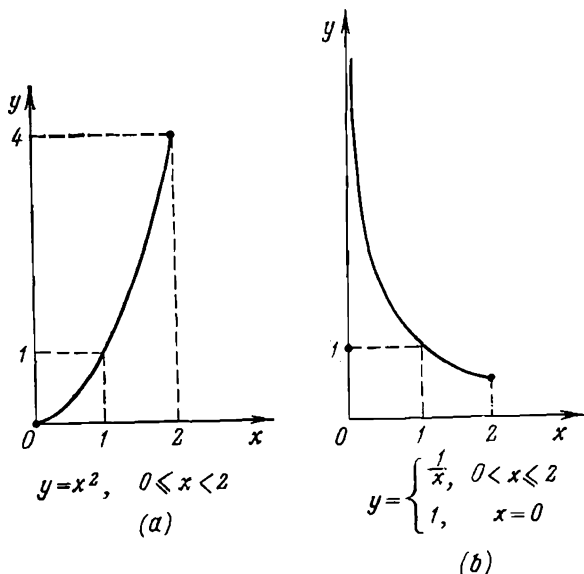 y
4
1
0 1 2 x
y = x², 0 ⩽ x < 2
(a)
y
1
0 1 2 x
y = { 1/x, 0 < x ⩽ 2
1, x = 0
(b)